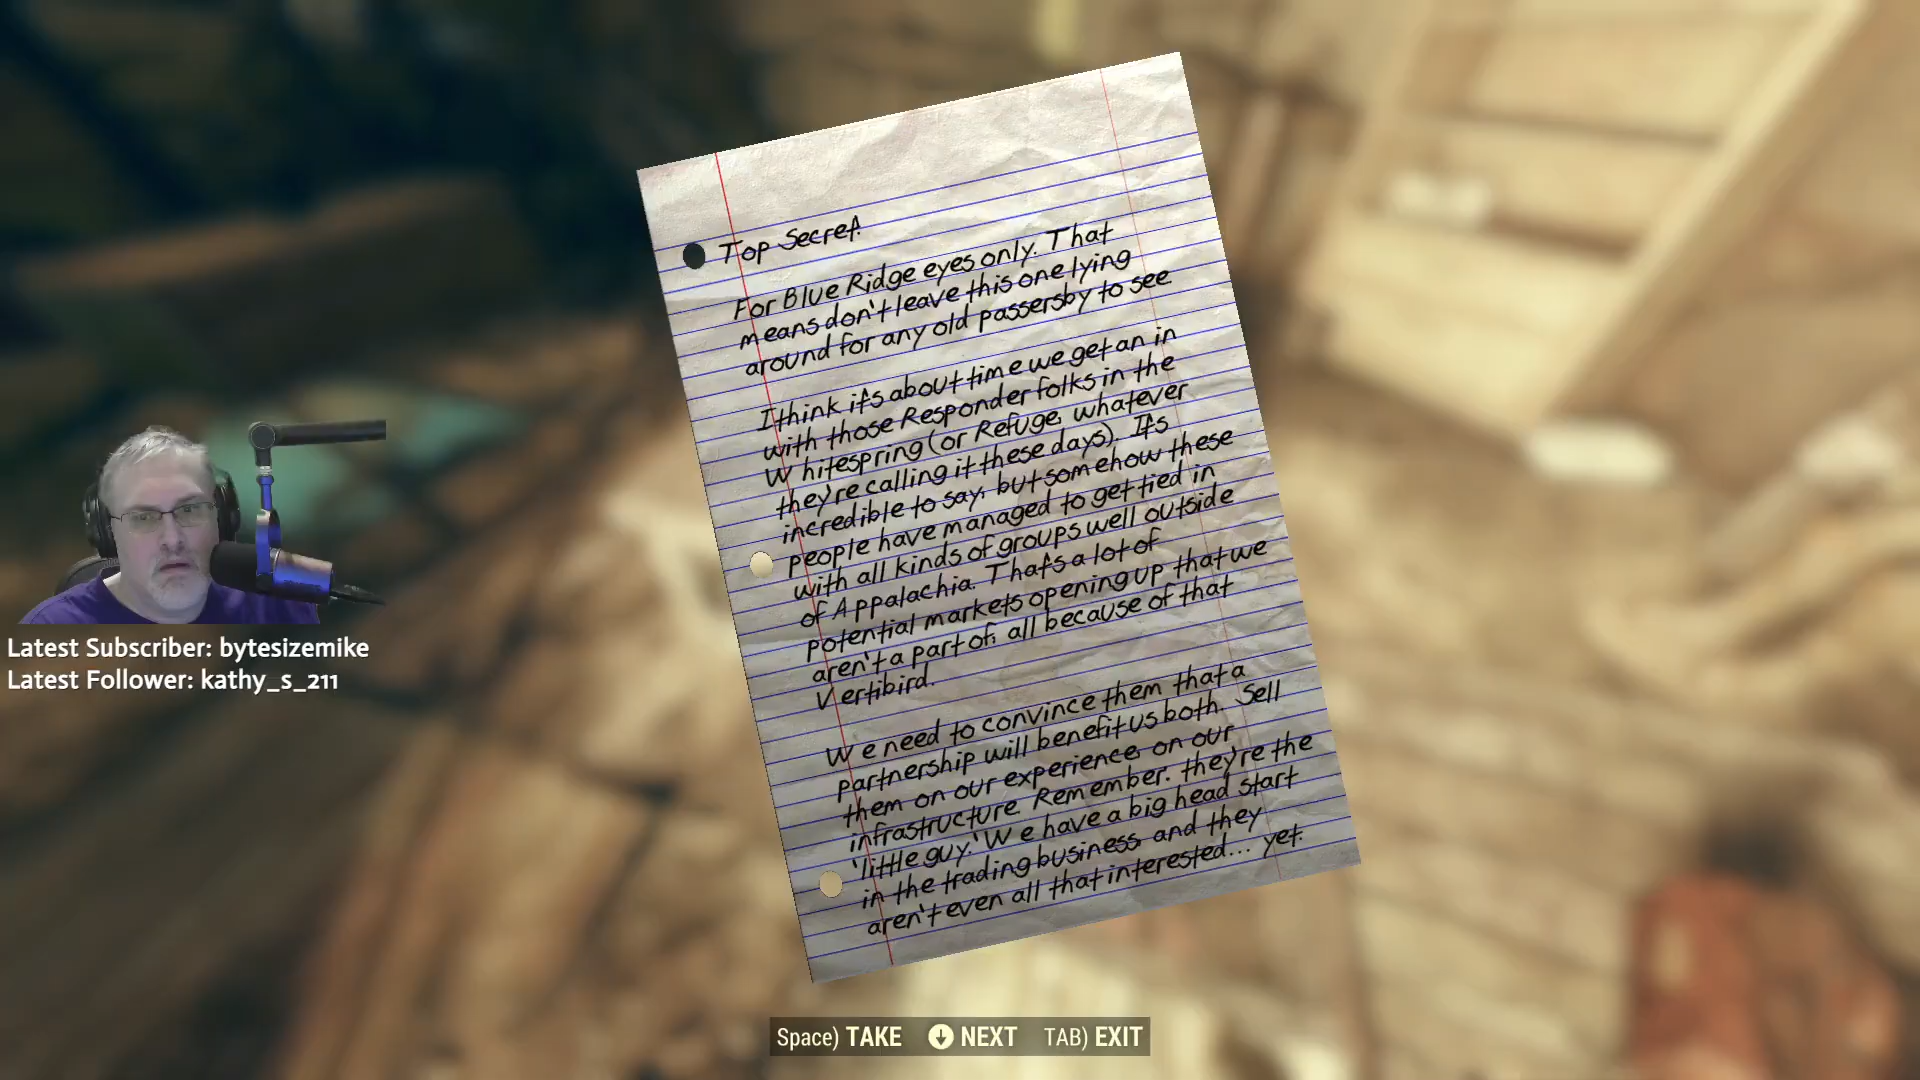 Top Secret!
For Blue Ridge eyes only. That
means don't leave this one lying
around for any old passersby to see.
I think it's about time we get an in
with those Responder folks in the
Whitespring (or Refuge, whatever
they're calling it these days). It's
incredible to say, but somehow these
people have managed to get tied in
with all kinds of groups well outside
of Appalachia. That's a lot of
potential markets opening up that we
aren't a part of, all because of that
Vertibird.
We need to convince them that a
partnership will benefit us both. Sell
them on our experience, on our
infrastructure. Remember, they're the
'little guy.' We have a big head start
in the trading business, and they
aren't even all that interested... yet.
Latest Subscriber: bytesizemike
Latest Follower: kathy_s_211
Space) TAKE NEXT TAB) EXIT